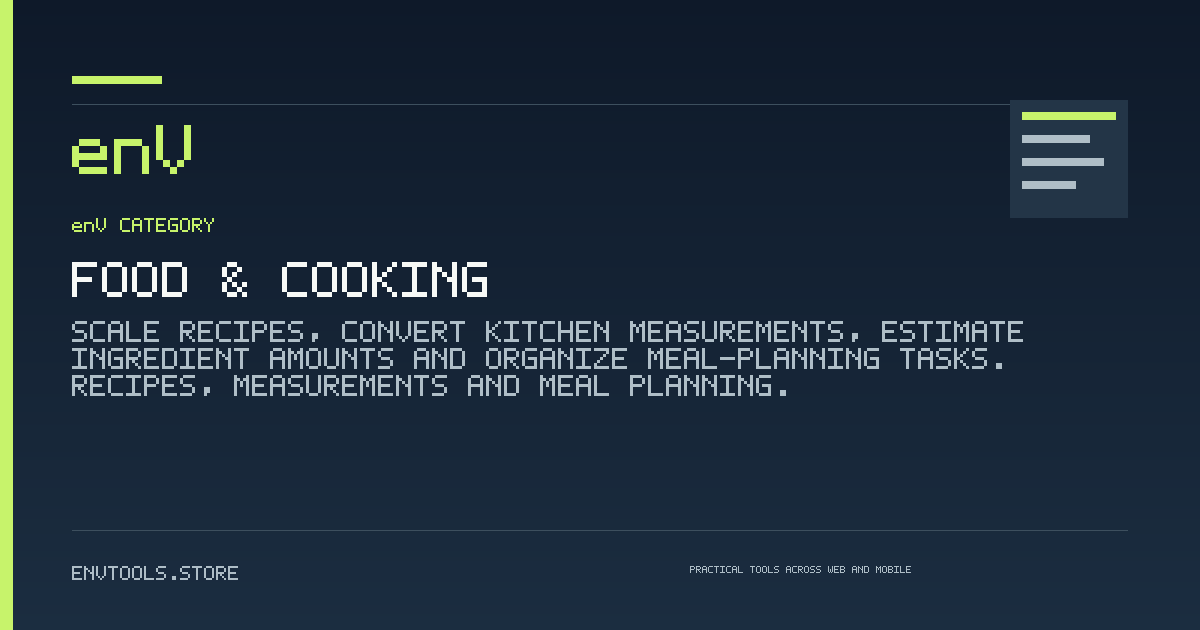 enV
enV CATEGORY
FOOD & COOKING
SCALE RECIPES, CONVERT KITCHEN MEASUREMENTS, ESTIMATE
INGREDIENT AMOUNTS AND ORGANIZE MEAL-PLANNING TASKS.
RECIPES, MEASUREMENTS AND MEAL PLANNING.
ENVTOOLS.STORE
PRACTICAL TOOLS ACROSS WEB AND MOBILE